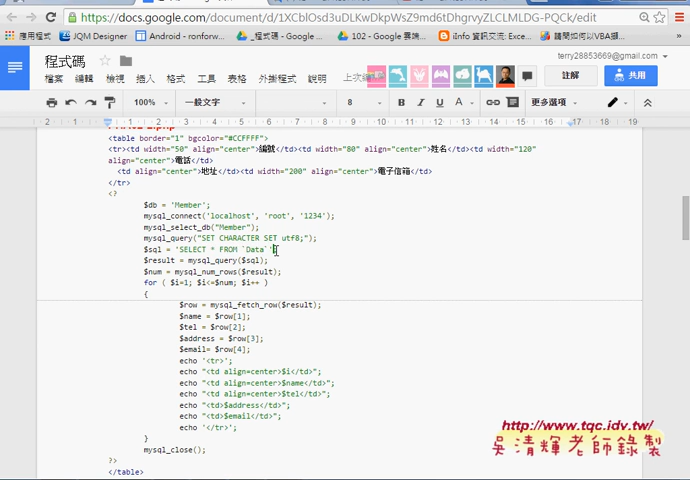 https://docs.google.com/document/d/1XCblOsd3uDLKwDkpWsZ9md6tDhgrvyZLCLMLDG-PQCk/edit
應用程式 JQM Designer Android - ronforw... _程式碼 - Google ... 102 - Google 雲端... iInfo 資訊交流: Exce... 請問如何以VBA擷...
程式碼
terry28853669@gmail.com
檔案 編輯 檢視 插入 格式 工具 表格 外掛程式 說明 上次編輯
註解 共用
100% 一般文字 8 B I U A 更多選項
<table border="1" bgcolor="#CCFFFF">
<tr><td width="50" align="center">編號</td><td width="80" align="center">姓名</td><td width="120"
align="center">電話</td>
<td align="center">地址</td><td width="200" align="center">電子信箱</td>
</tr>
<?
$db = 'Member';
mysql_connect('localhost', 'root', '1234');
mysql_select_db("Member");
mysql_query("SET CHARACTER SET utf8;");
$sql = 'SELECT * FROM `Data`';
$result = mysql_query($sql);
$num = mysql_num_rows($result);
for ( $i=1; $i<=$num; $i++ )
{
$row = mysql_fetch_row($result);
$name = $row[1];
$tel = $row[2];
$address = $row[3];
$email= $row[4];
echo '<tr>';
echo "<td align=center>$i</td>";
echo "<td align=center>$name</td>";
echo "<td align=center>$tel</td>";
echo "<td>$address</td>";
echo "<td>$email</td>";
echo '</tr>';
}
mysql_close();
?>
</table>
http://www.tqc.idv.tw/
吳清輝老師錄製